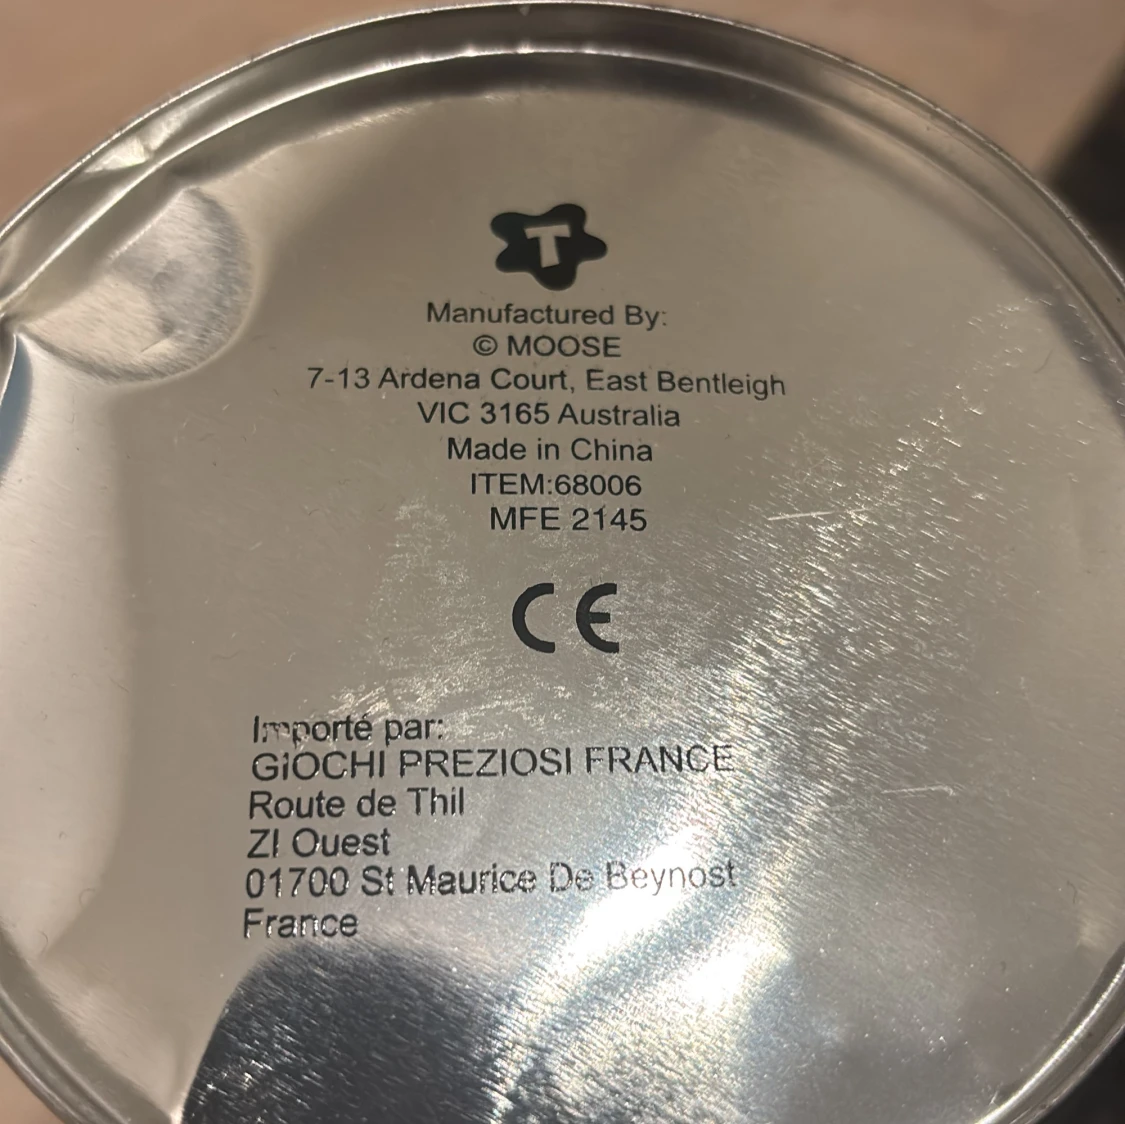 T
Manufactured By:
© MOOSE
7-13 Ardena Court, East Bentleigh
VIC 3165 Australia
Made in China
ITEM:68006
MFE 2145
CE
Importé par:
GiOCHI PREZIOSI FRANCE
Route de Thil
ZI Ouest
01700 St Maurice De Beynost
France